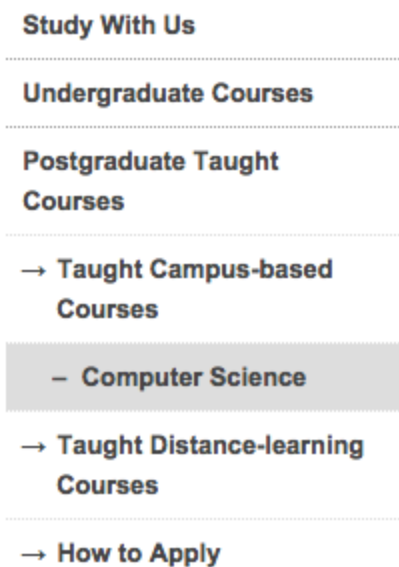 Study With Us
Undergraduate Courses
Postgraduate Taught
Courses
→ Taught Campus-based
Courses
– Computer Science
→ Taught Distance-learning
Courses
→ How to Apply